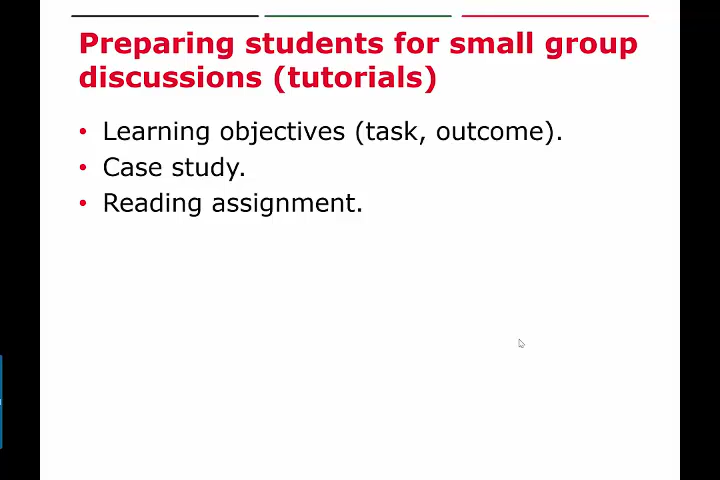 Preparing students for small group
discussions (tutorials)
• Learning objectives (task, outcome).
• Case study.
• Reading assignment.